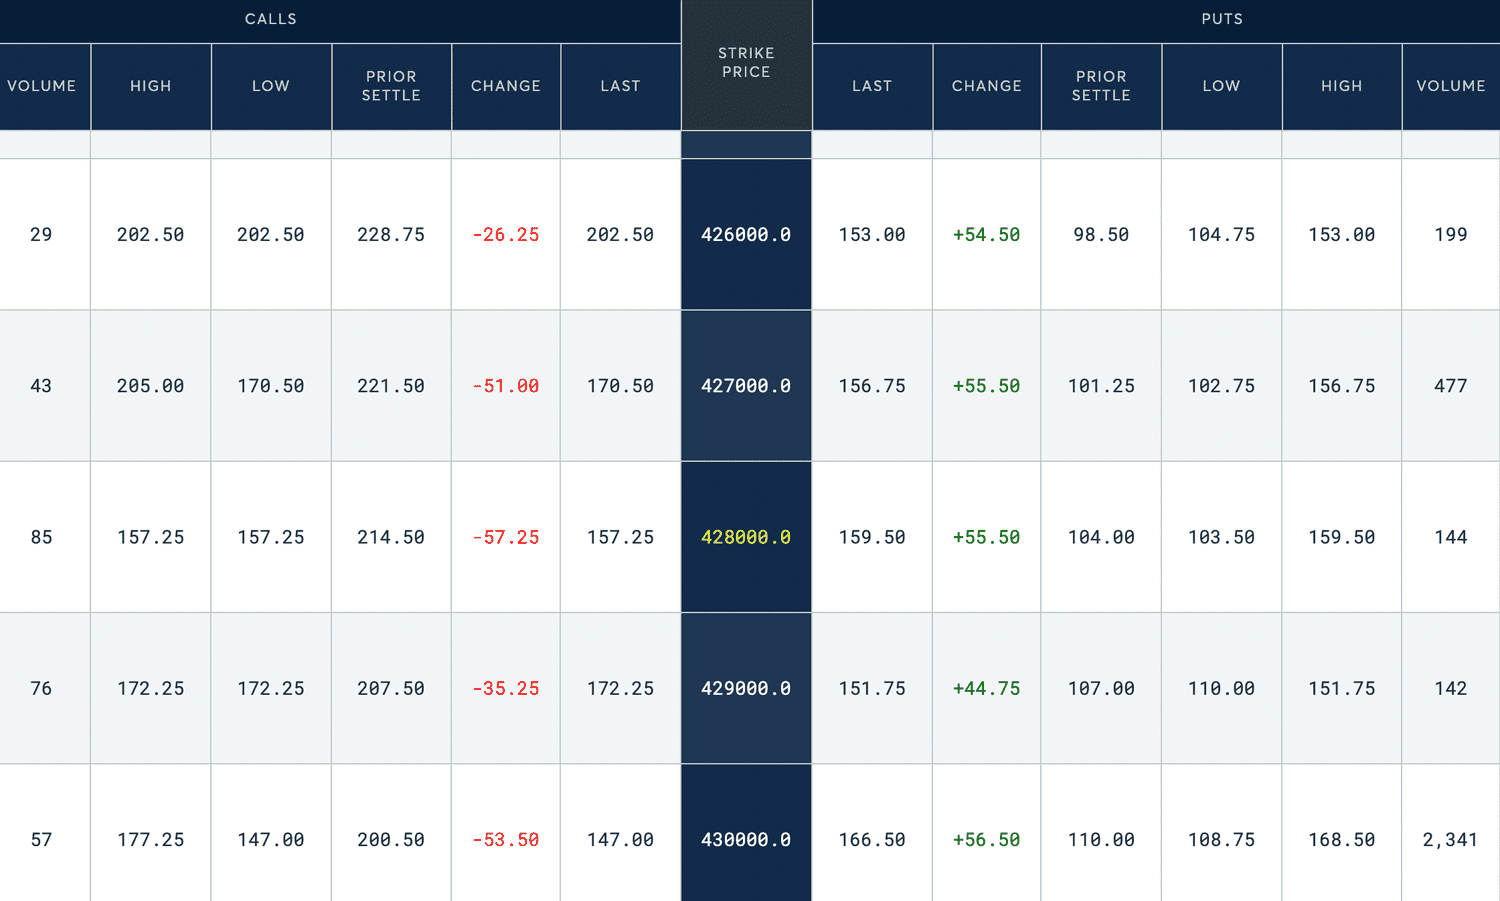 CALLS PUTS
STRIKE PRICE
VOLUME HIGH LOW PRIOR SETTLE CHANGE LAST LAST CHANGE PRIOR SETTLE LOW HIGH VOLUME
29 202.50 202.50 228.75 -26.25 202.50 426000.0 153.00 +54.50 98.50 104.75 153.00 199
43 205.00 170.50 221.50 -51.00 170.50 427000.0 156.75 +55.50 101.25 102.75 156.75 477
85 157.25 157.25 214.50 -57.25 157.25 428000.0 159.50 +55.50 104.00 103.50 159.50 144
76 172.25 172.25 207.50 -35.25 172.25 429000.0 151.75 +44.75 107.00 110.00 151.75 142
57 177.25 147.00 200.50 -53.50 147.00 430000.0 166.50 +56.50 110.00 108.75 168.50 2,341